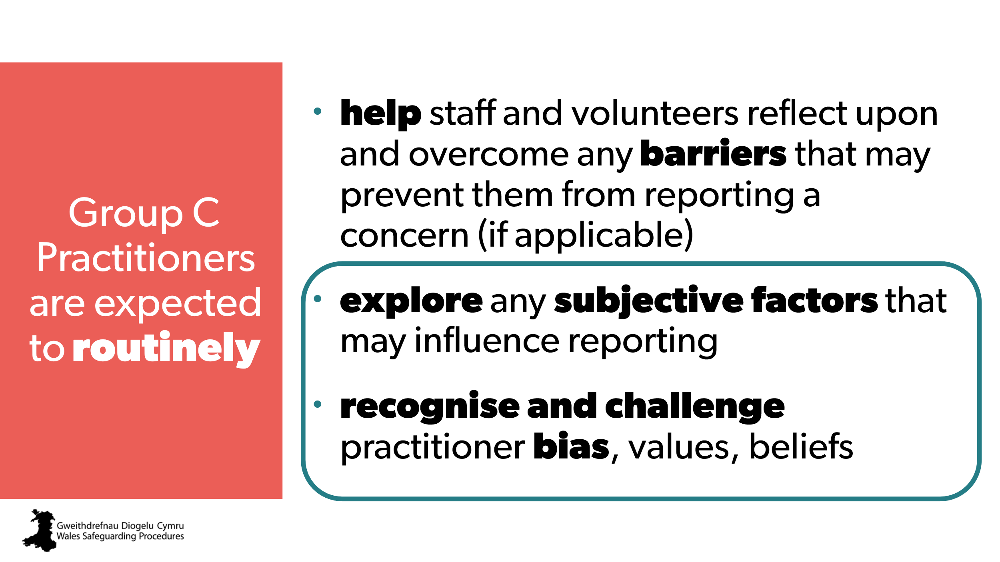 Group C
Practitioners
are expected
to routinely
• help staff and volunteers reflect upon
and overcome any barriers that may
prevent them from reporting a
concern (if applicable)
• explore any subjective factors that
may influence reporting
• recognise and challenge
practitioner bias, values, beliefs
Gweithdrefnau Diogelu Cymru
Wales Safeguarding Procedures